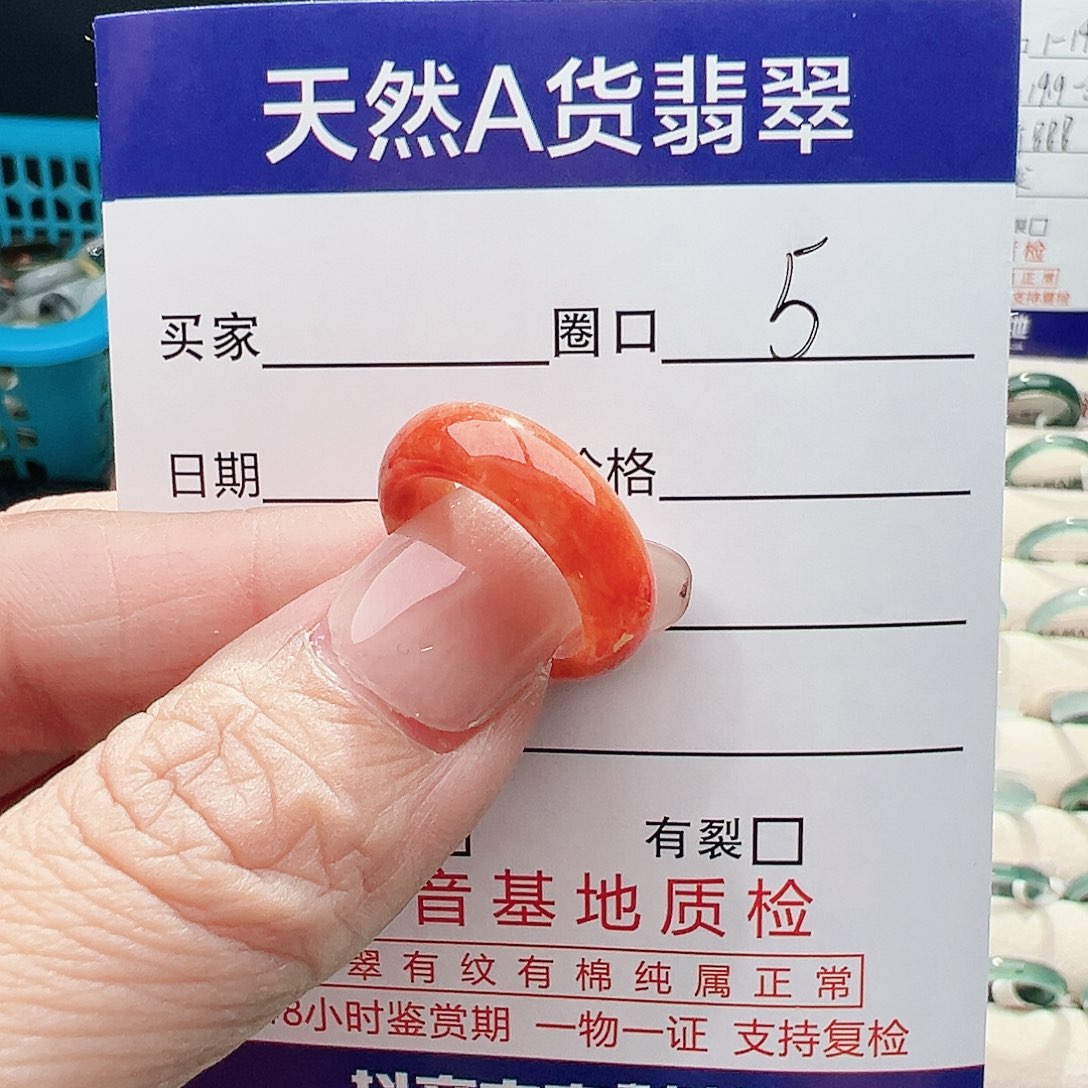 天然A货翡翠
买家 圈口 5
日期 格
有裂
音基地质检
翠有纹有棉纯属正常
8小时鉴赏期 一物一证 支持复检